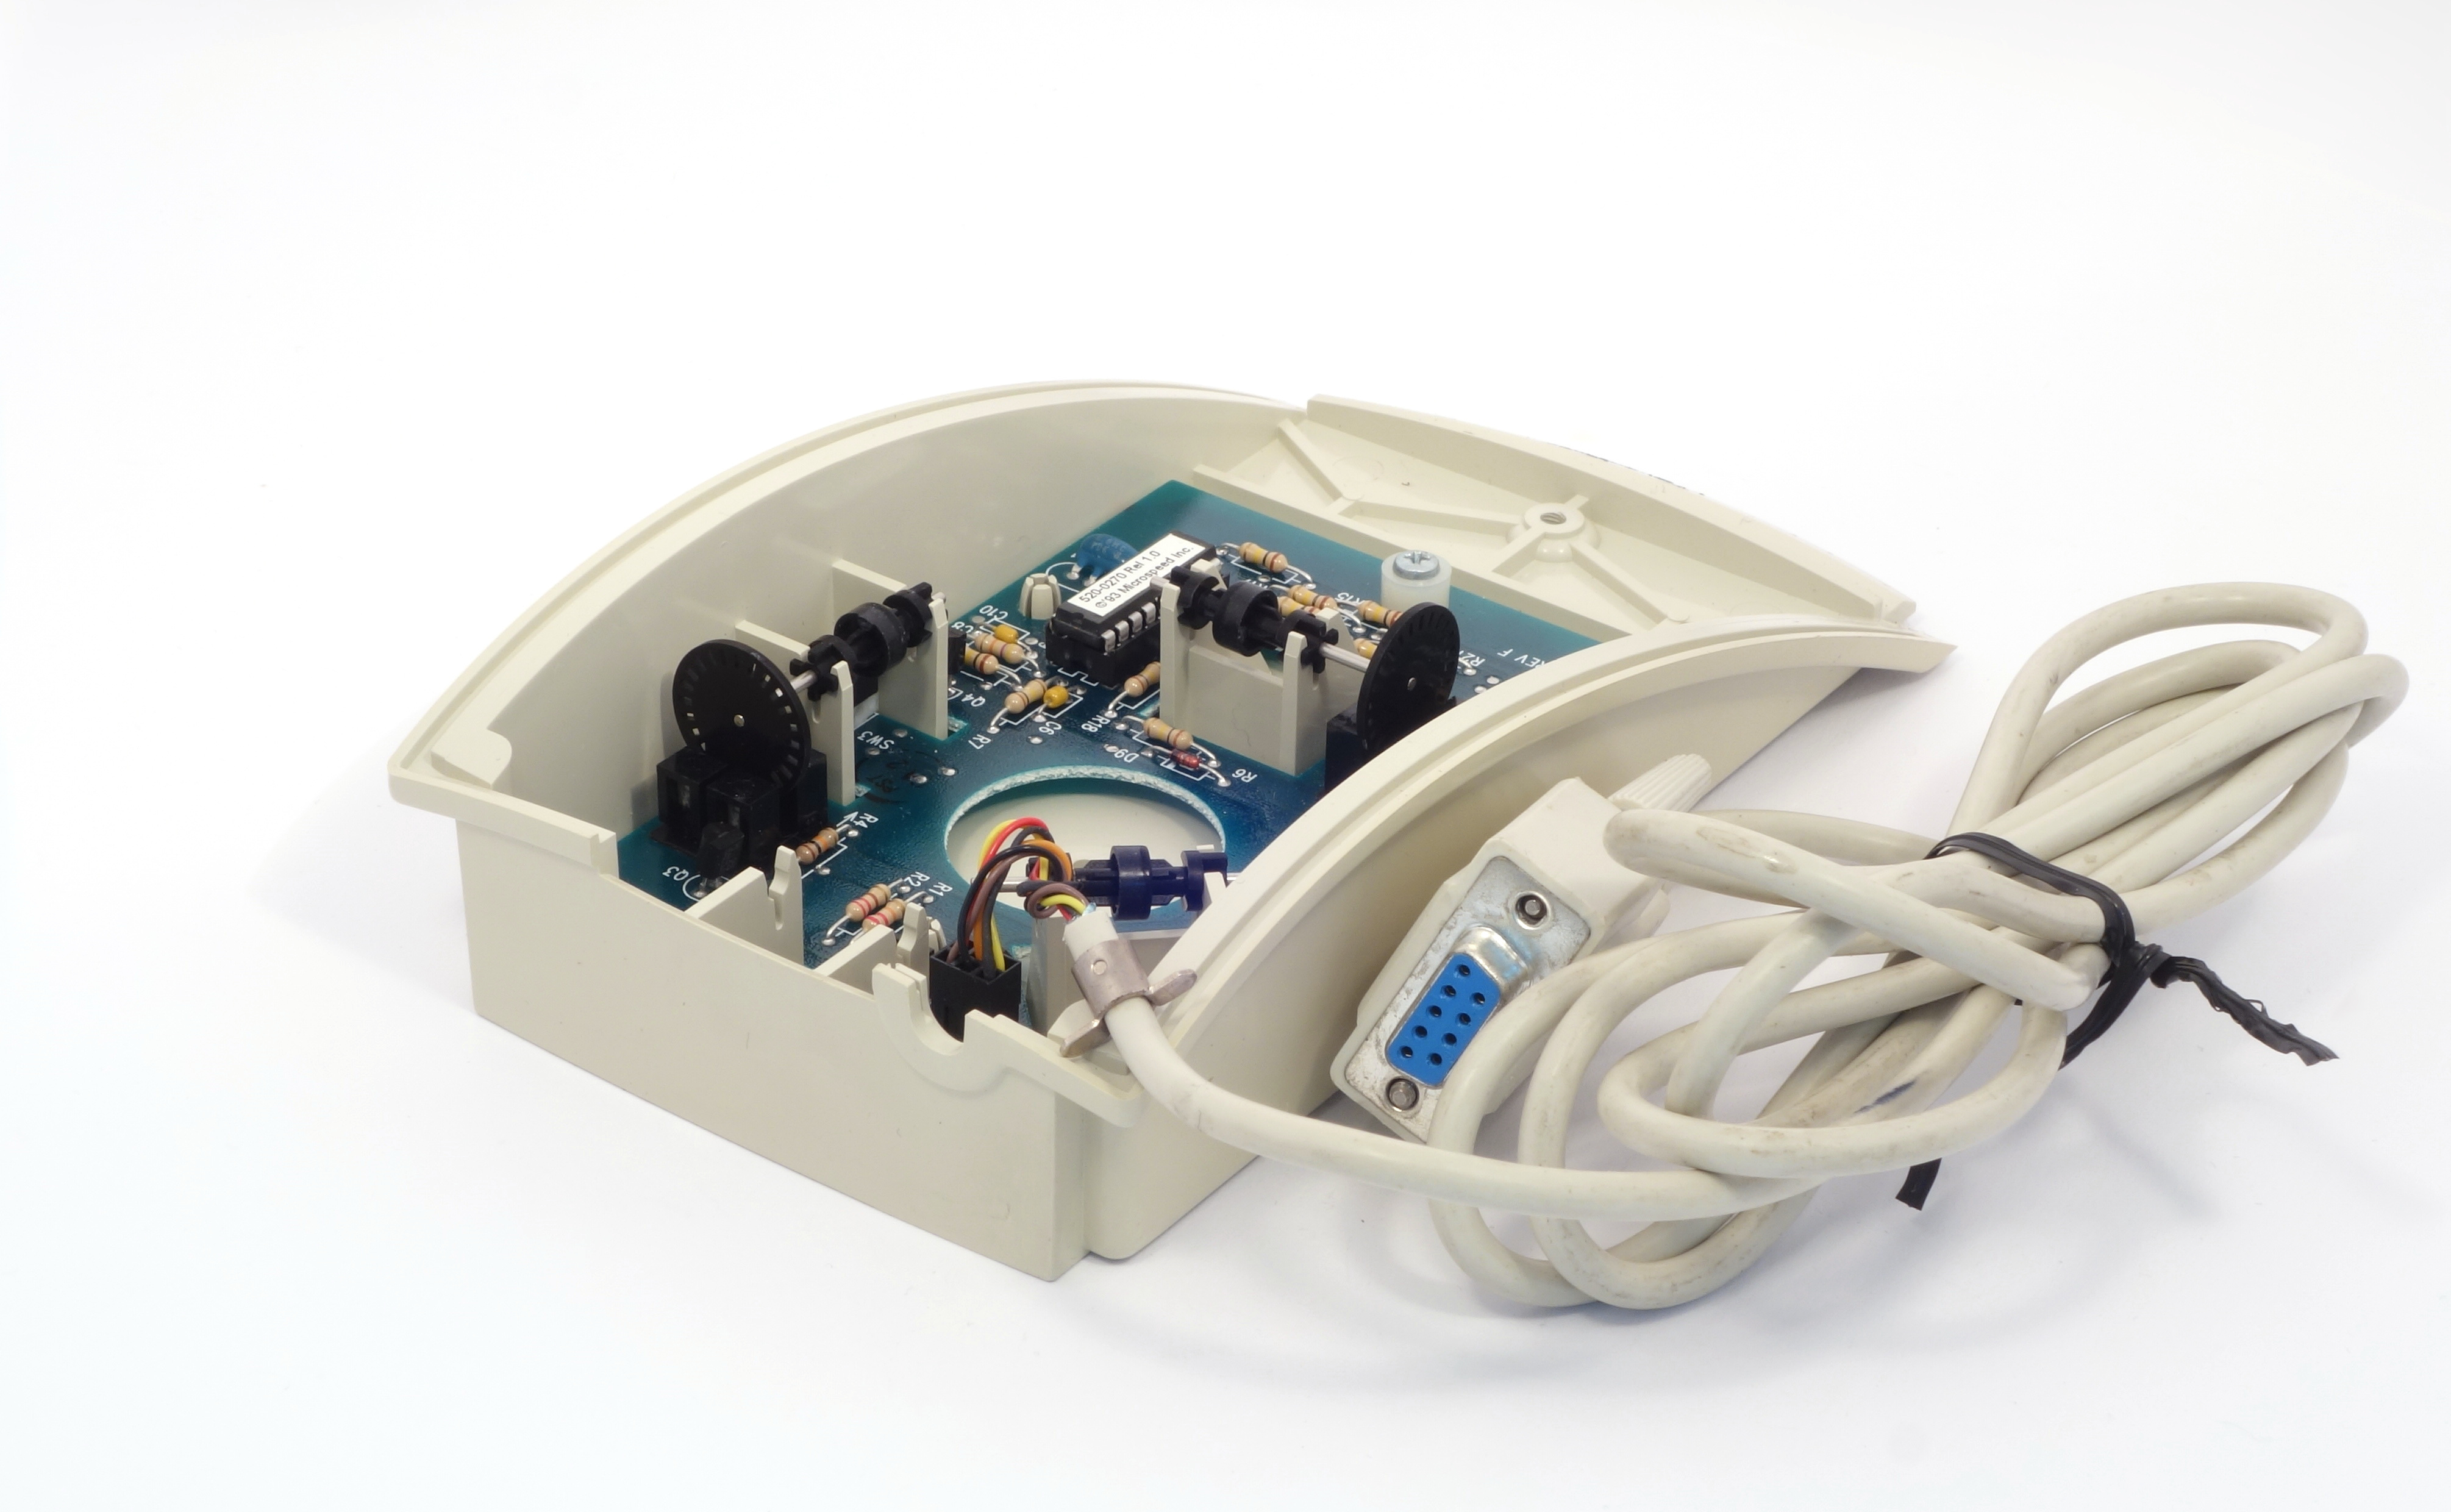 520-0270 Rel 1.0
©'93 Microspeed Inc.
C10
C8
R15
REV F
Q4
C6
R7
R18
D9
R6
SW3
R4
Q3
R2
R1